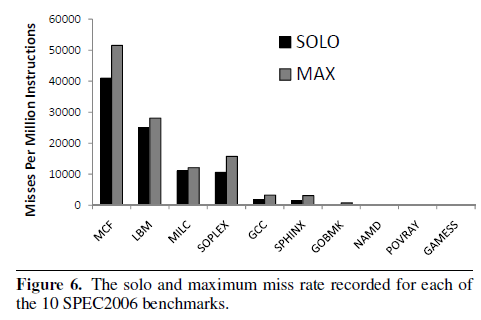 60000
50000
40000
30000
20000
10000
0
Misses Per Million Instructions
SOLO
MAX
MCF
LBM
MILC
SOPLEX
GCC
SPHINX
GOBMK
NAMD
POVRAY
GAMESS
Figure 6. The solo and maximum miss rate recorded for each of
the 10 SPEC2006 benchmarks.